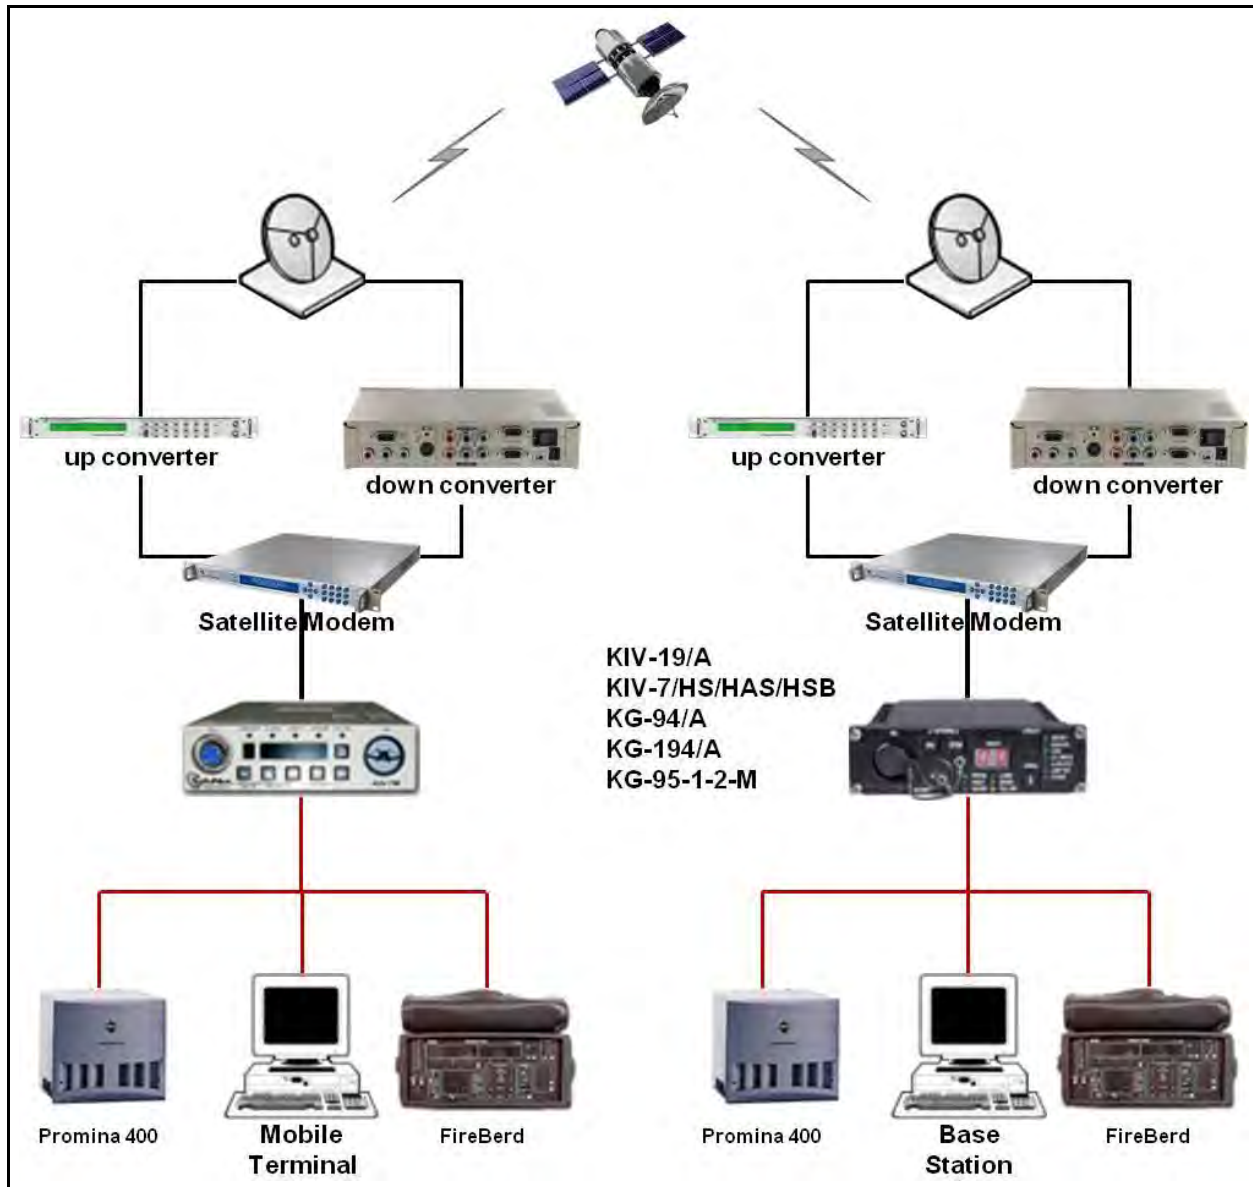 up converter
down converter
up converter
down converter
Satellite Modem
Satellite Modem
KIV-19/A
KIV-7/HS/HAS/HSB
KG-94/A
KG-194/A
KG-95-1-2-M
Promina 400
Mobile
Terminal
FireBerd
Promina 400
Base
Station
FireBerd